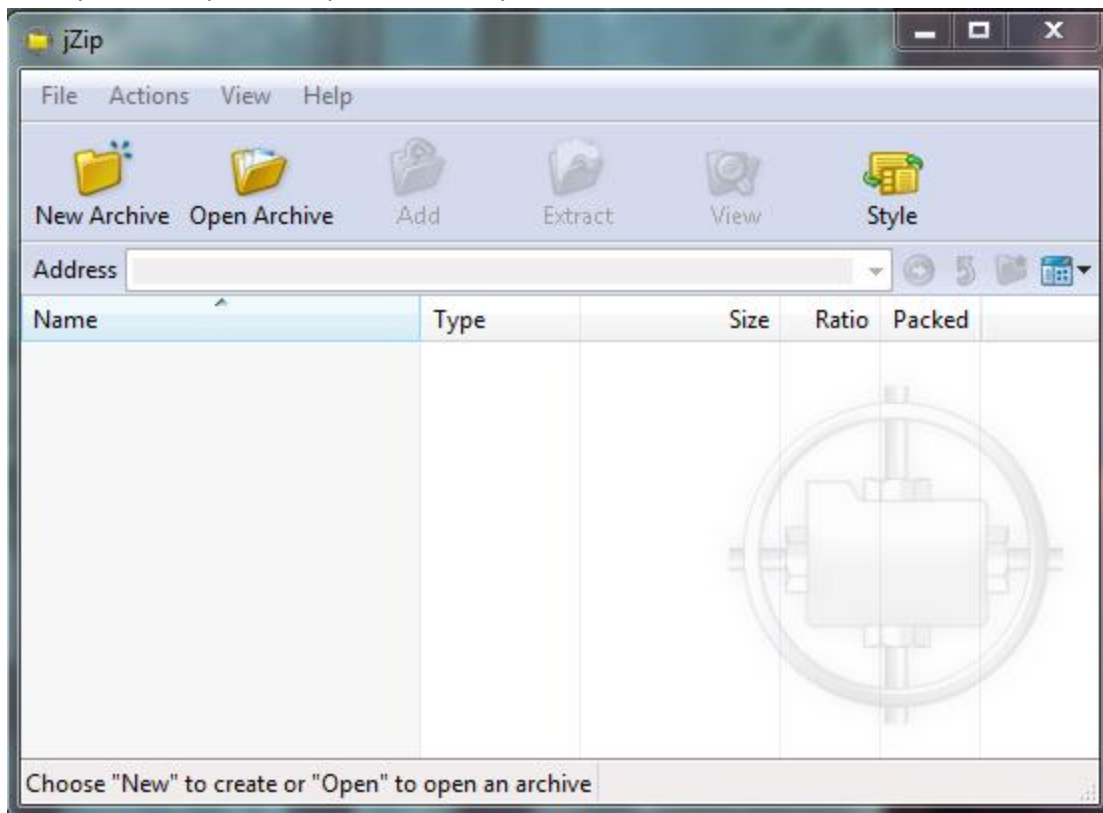 jZip
File Actions View Help
New Archive Open Archive Add Extract View Style
Address
Name Type Size Ratio Packed
Choose "New" to create or "Open" to open an archive